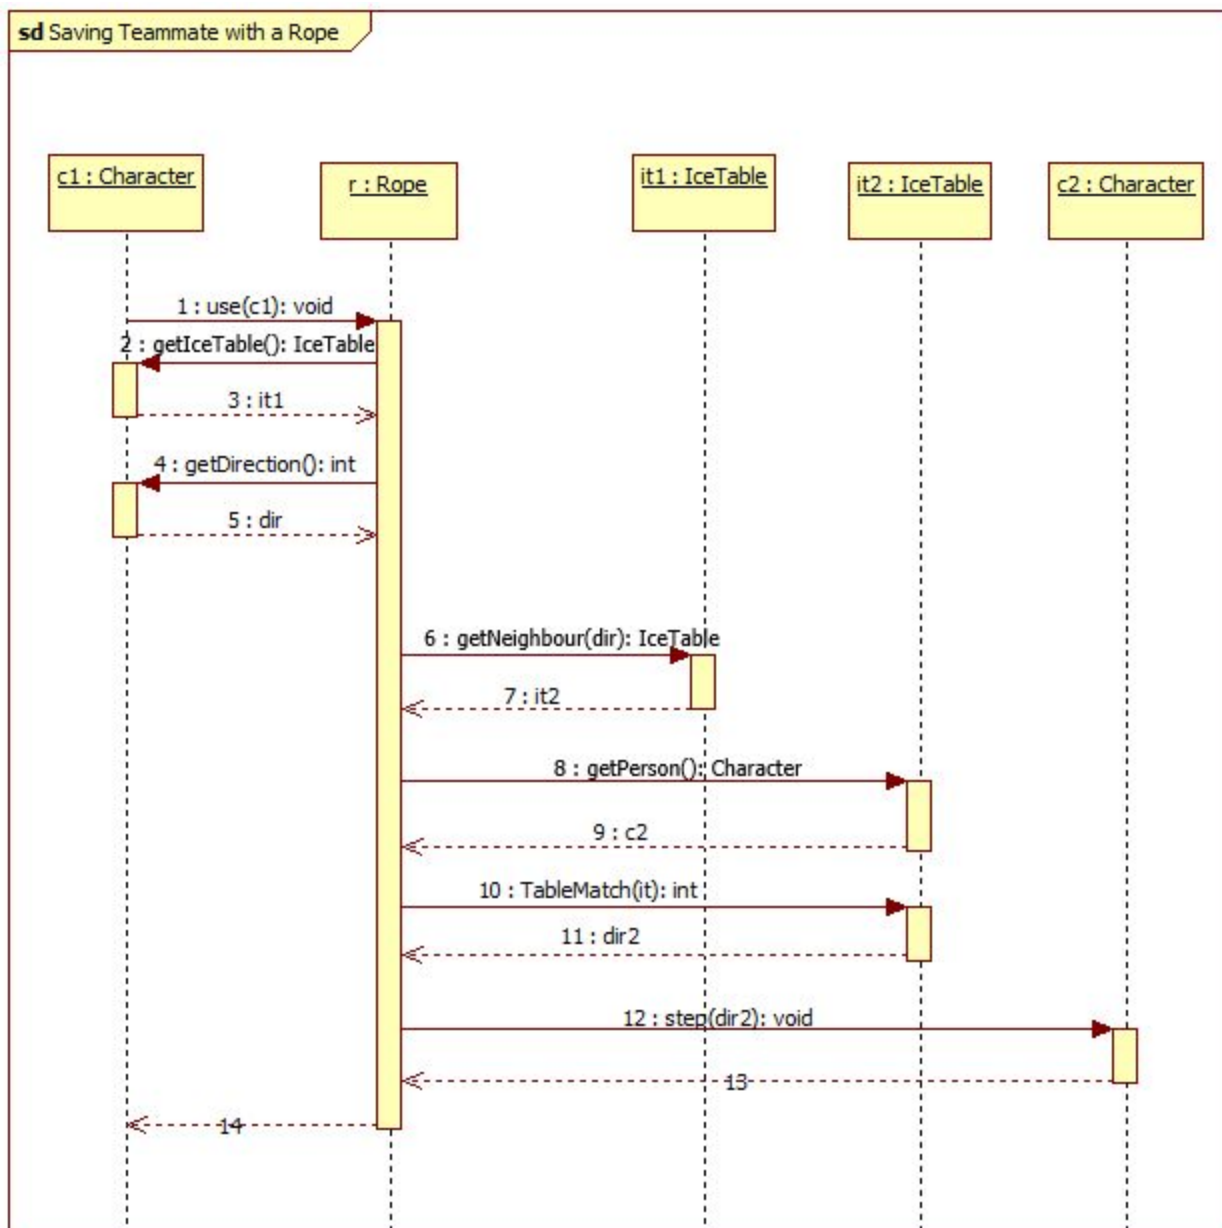 sd Saving Teammate with a Rope
c1 : Character
r : Rope
it1 : IceTable
it2 : IceTable
c2 : Character
1 : use(c1): void
2 : getIceTable(): IceTable
3 : it1
4 : getDirection(): int
5 : dir
6 : getNeighbour(dir): IceTable
7 : it2
8 : getPerson(): Character
9 : c2
10 : TableMatch(it): int
11 : dir2
12 : step(dir2): void
13
14